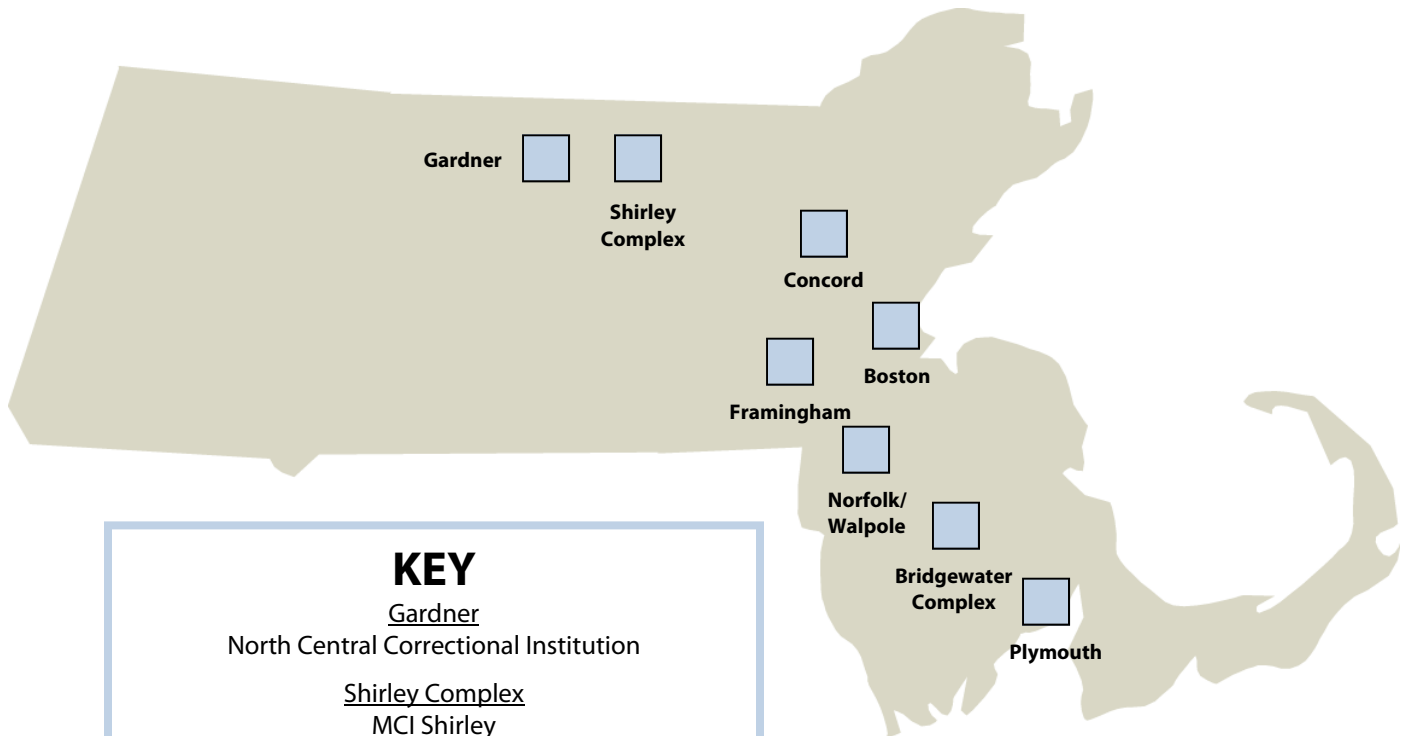 Gardner
Shirley
Complex
Concord
Boston
Framingham
Norfolk/
Walpole
Bridgewater
Complex
Plymouth
KEY
Gardner
North Central Correctional Institution
Shirley Complex
MCI Shirley